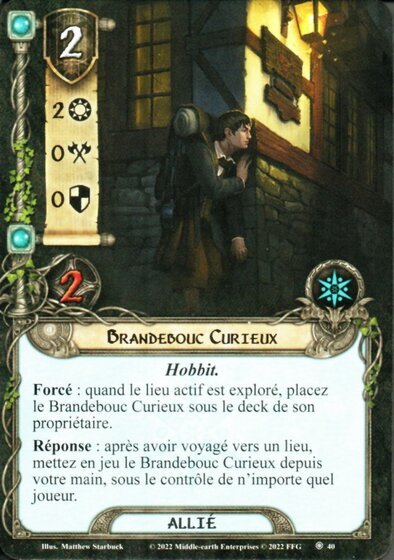 2
2
0
0
2
BRANDEBOUC CURIEUX
Hobbit.
Forcé : quand le lieu actif est exploré, placez
le Brandebouc Curieux sous le deck de son
propriétaire.
Réponse : après avoir voyagé vers un lieu,
mettez en jeu le Brandebouc Curieux depuis
votre main, sous le contrôle de n'importe quel
joueur.
ALLIÉ
Illus. Matthew Starbuck © 2022 Middle-earth Enterprises © 2022 FFG 40